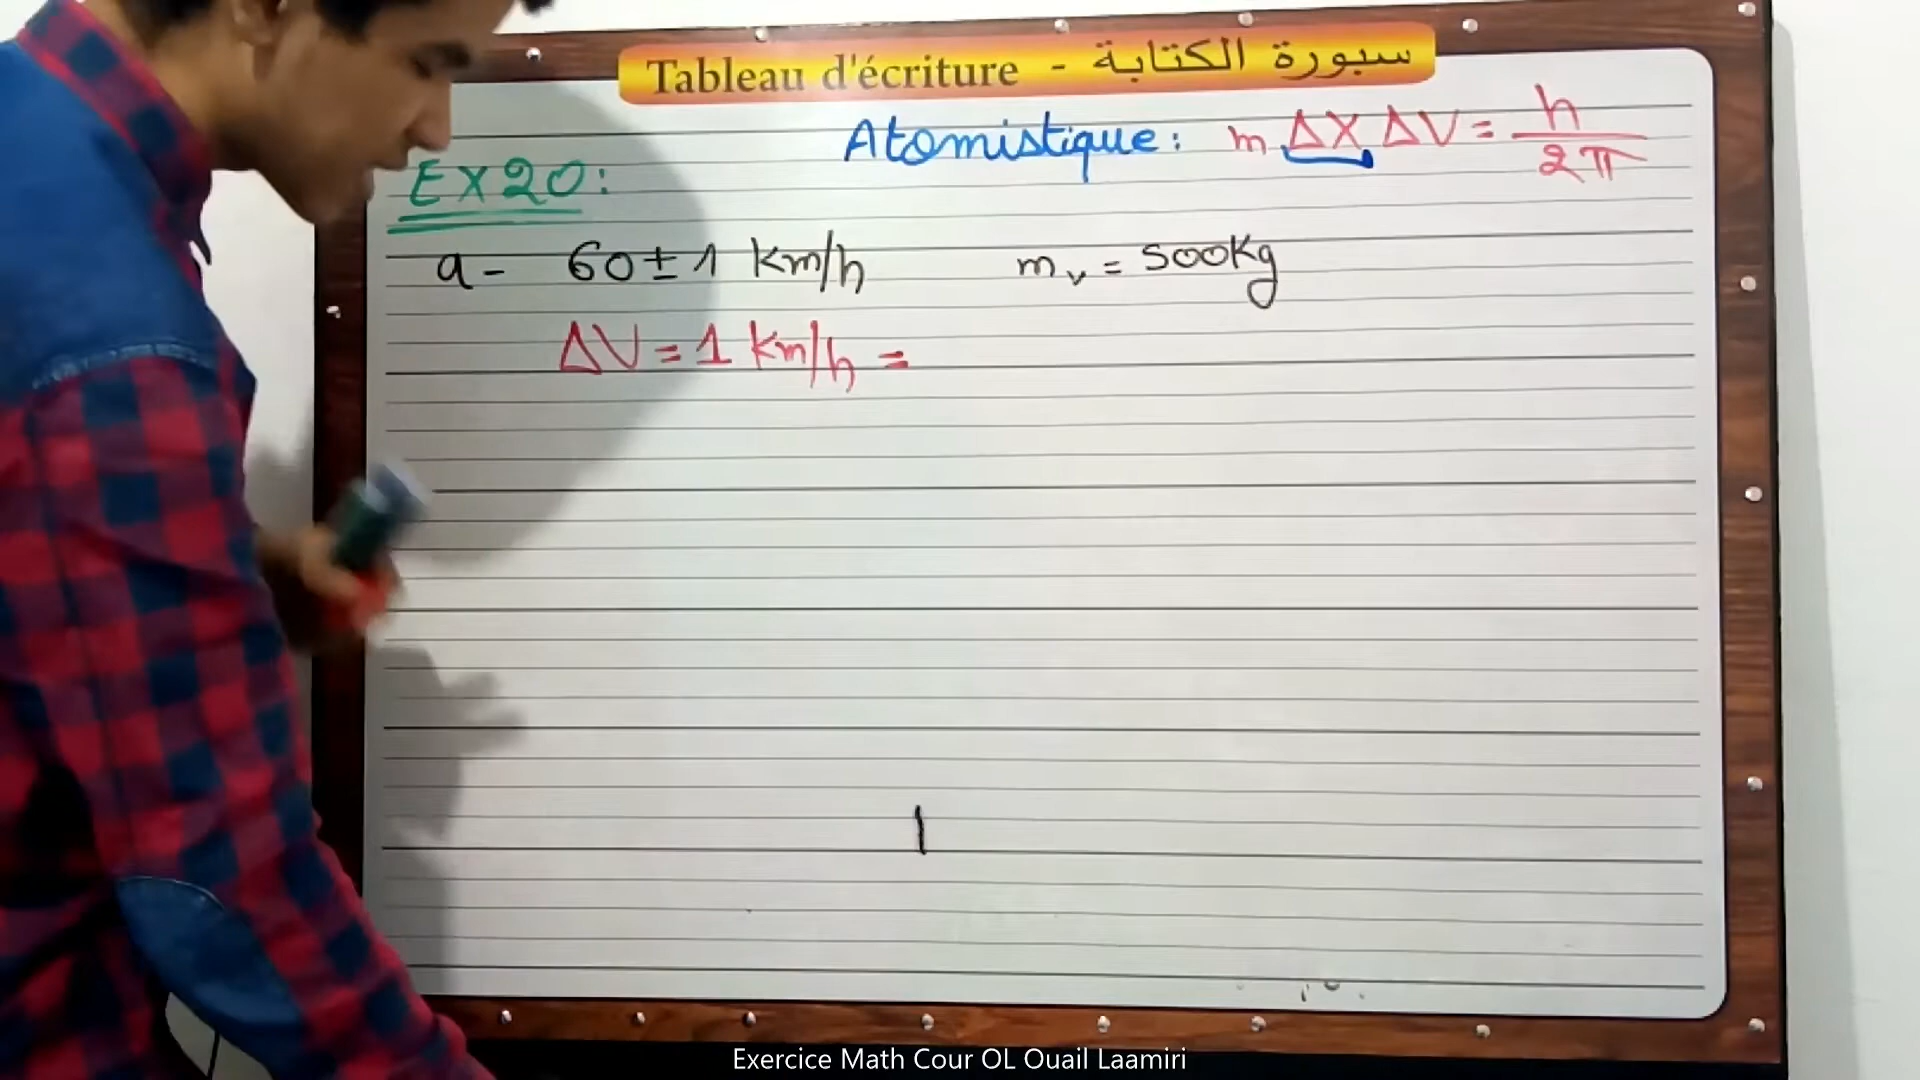 Tableau d'écriture - سبورة الكتابة
Atomistique : m ΔX ΔV = h / 2π
EX20 :
a - 60 ± 1 Km/h m_v = 500Kg
ΔV = 1 Km/h =
Exercice Math Cour OL Ouail Laamiri